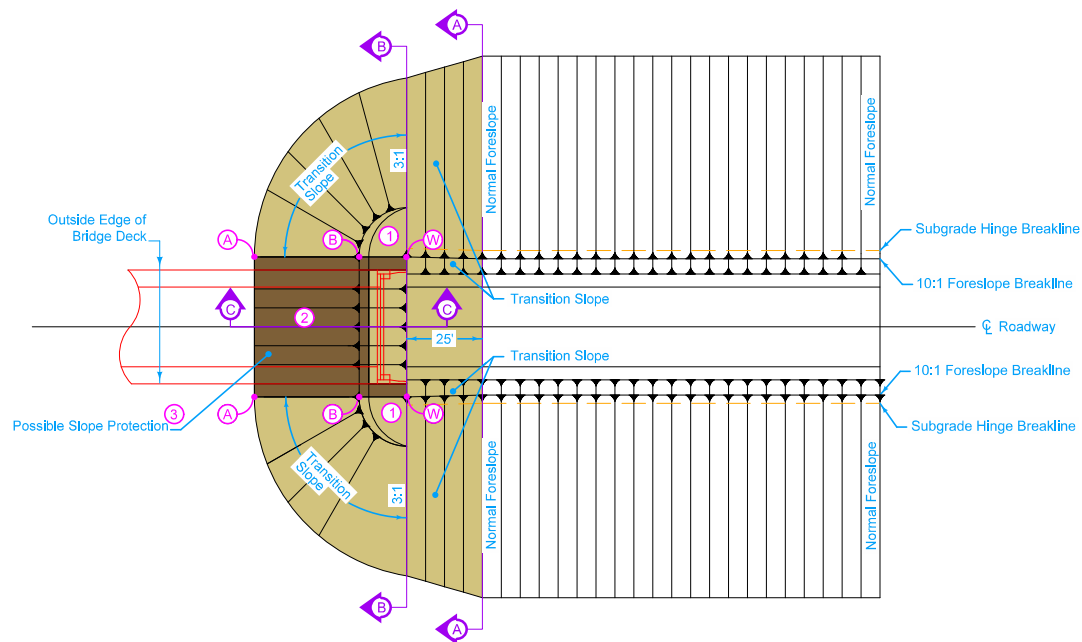 A
B
Normal Foreslope
Normal Foreslope
3:1
Transition
Slope
Outside Edge of
Bridge Deck
A
B
1
W
Subgrade Hinge Breakline
10:1 Foreslope Breakline
C
C
Transition Slope
2
25'
℄ Roadway
Transition Slope
10:1 Foreslope Breakline
3
Possible Slope Protection
A
B
1
W
Subgrade Hinge Breakline
Transition
Slope
3:1
Normal Foreslope
Normal Foreslope
B
A